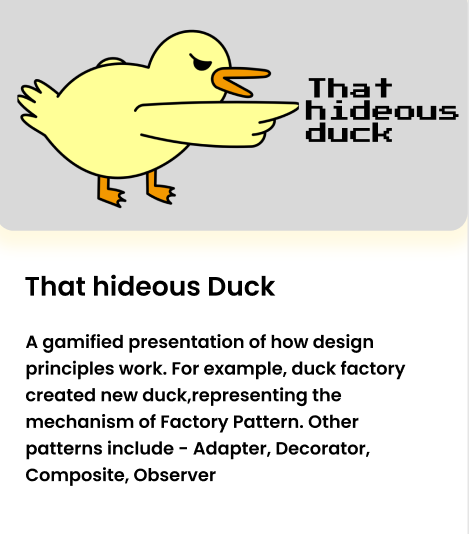 That
hideous
duck
That hideous Duck
A gamified presentation of how design
principles work. For example, duck factory
created new duck,representing the
mechanism of Factory Pattern. Other
patterns include - Adapter, Decorator,
Composite, Observer